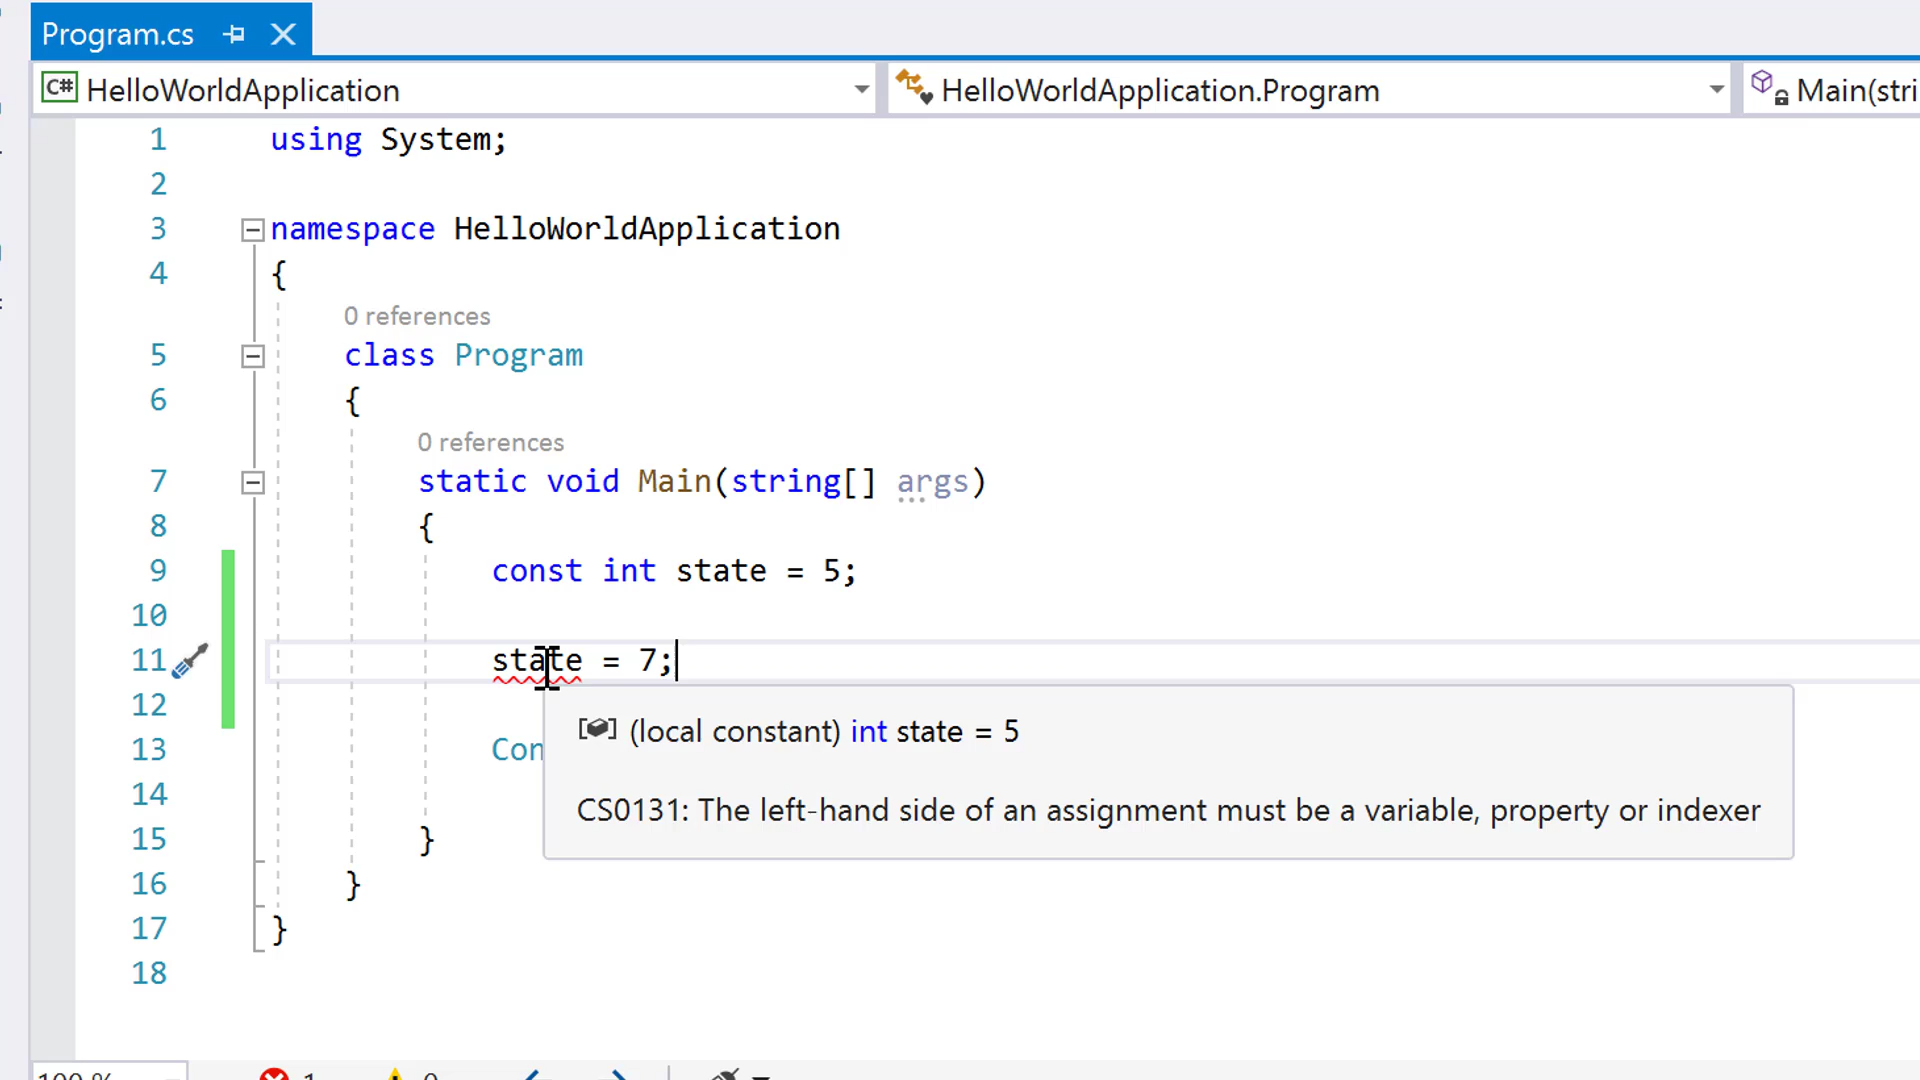 Program.cs
C# HelloWorldApplication HelloWorldApplication.Program Main(stri
1 using System;
2
3 namespace HelloWorldApplication
4 {
0 references
5 class Program
6 {
0 references
7 static void Main(string[] args)
8 {
9 const int state = 5;
10
11 state = 7;
12
(local constant) int state = 5
13 Con
14
CS0131: The left-hand side of an assignment must be a variable, property or indexer
15 }
16 }
17 }
18
100 % 1 0